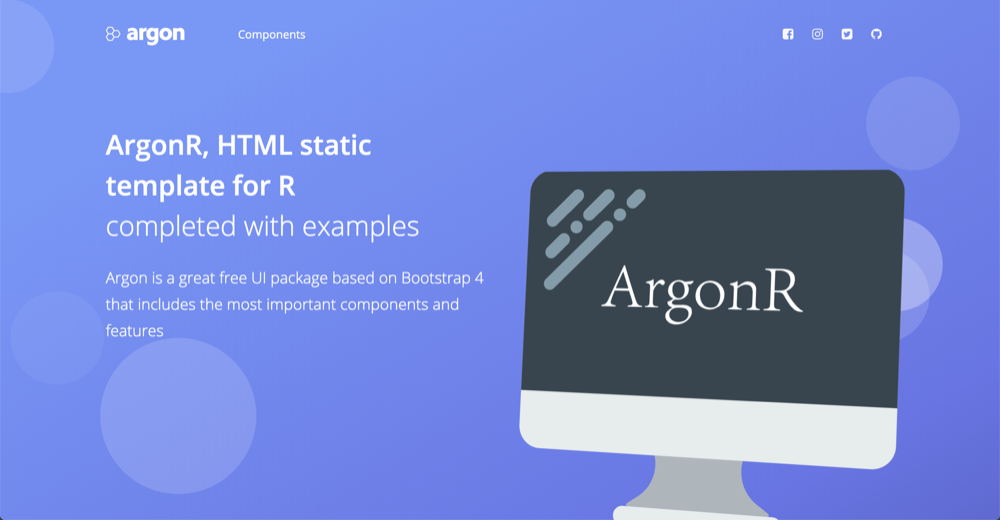 argon
Components
ArgonR, HTML static
template for R
completed with examples
Argon is a great free UI package based on Bootstrap 4
that includes the most important components and
features
ArgonR